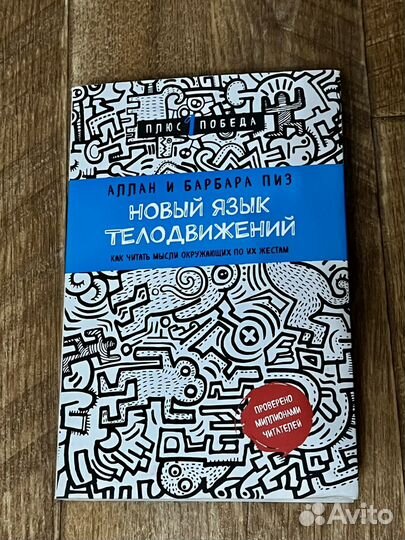 ПЛЮС 1 ПОБЕДА
АЛЛАН И БАРБАРА ПИЗ
НОВЫЙ ЯЗЫК
ТЕЛОДВИЖЕНИЙ
КАК ЧИТАТЬ МЫСЛИ ОКРУЖАЮЩИХ ПО ИХ ЖЕСТАМ
ПРОВЕРЕНО
МИЛЛИОНАМИ
ЧИТАТЕЛЕЙ
Avito